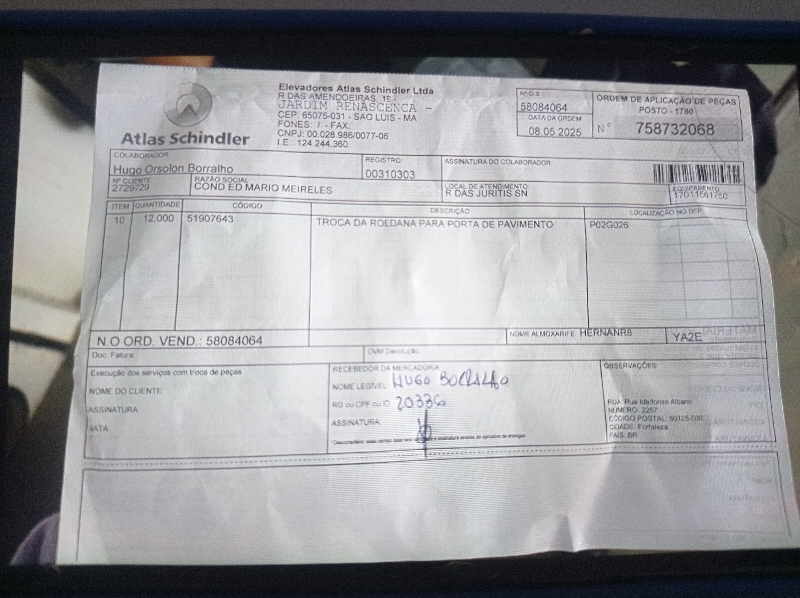 Atlas Schindler
Elevadores Atlas Schindler Ltda
R DAS AMENDOEIRAS,
JARDIM RENASCENCA -
CEP: 65075-031 - SAO LUIS - MA
FONES: / - FAX:
CNPJ: 00.028.986/0077-06
I.E.: 124.244.360
Nº O.S.
58084064
DATA DA ORDEM
08.05.2025
ORDEM DE APLICAÇÃO DE PEÇAS
POSTO - 1780
Nº 758732068
COLABORADOR
Hugo Orsolon Borralho
REGISTRO
00310303
ASSINATURA DO COLABORADOR
Nº CLIENTE
2729729
RAZÃO SOCIAL
COND ED MARIO MEIRELES
LOCAL DE ATENDIMENTO
R DAS JURITIS SN
EQUIPAMENTO
ITEM QUANTIDADE CÓDIGO DESCRIÇÃO LOCALIZAÇÃO NO DEP.
10 12,000 51907643 TROCA DA ROLDANA PARA PORTA DE PAVIMENTO P02G026
N.O ORD. VEND.: 58084064
NOME ALMOXARIFE HERNANR8
YA2E
Doc. Fatura
OVM Devolução
Execução dos serviços com troca de peças
NOME DO CLIENTE
ASSINATURA
DATA
RECEBEDOR DA MERCADORIA
NOME LEGÍVEL HUGO BORRALHO
RG ou CPF ou ID
ASSINATURA
OBSERVAÇÕES
RUA: Rua Ildefonso Albano
NUMERO: 2257
CÓDIGO POSTAL: 60125-000
CIDADE: Fortaleza
PAIS: BR